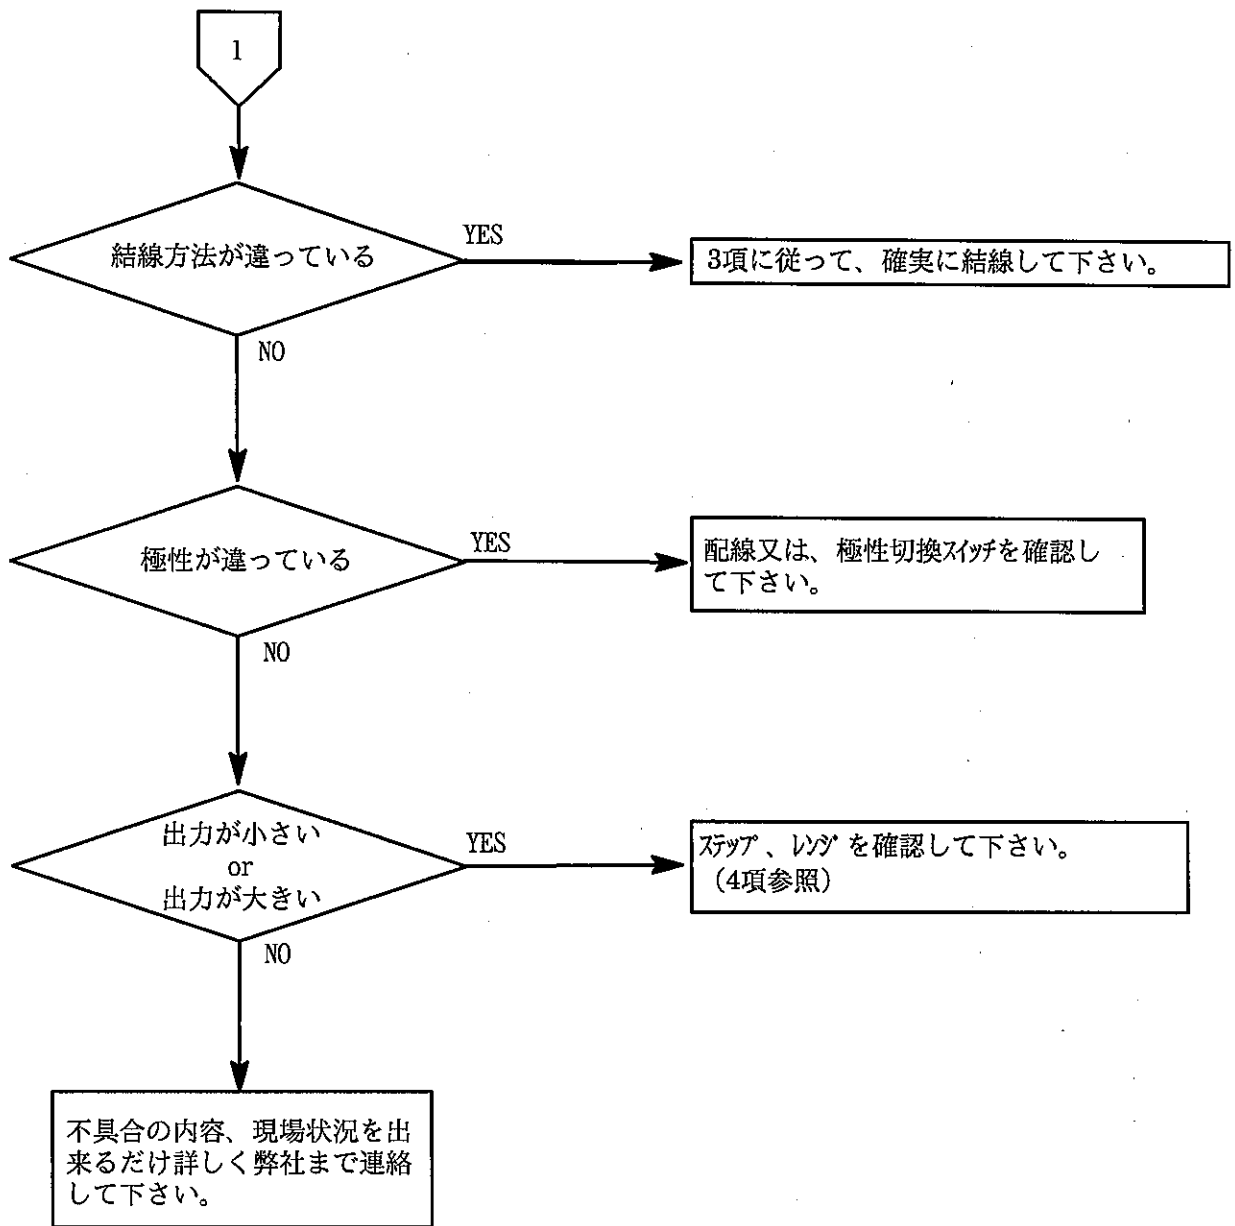 1
結線方法が違っている
YES
3項に従って、確実に結線して下さい。
NO
極性が違っている
YES
配線又は、極性切換スイッチを確認し
て下さい。
NO
出力が小さい
or
出力が大きい
YES
ステップ、レンジを確認して下さい。
(4項参照)
NO
不具合の内容、現場状況を出
来るだけ詳しく弊社まで連絡
して下さい。